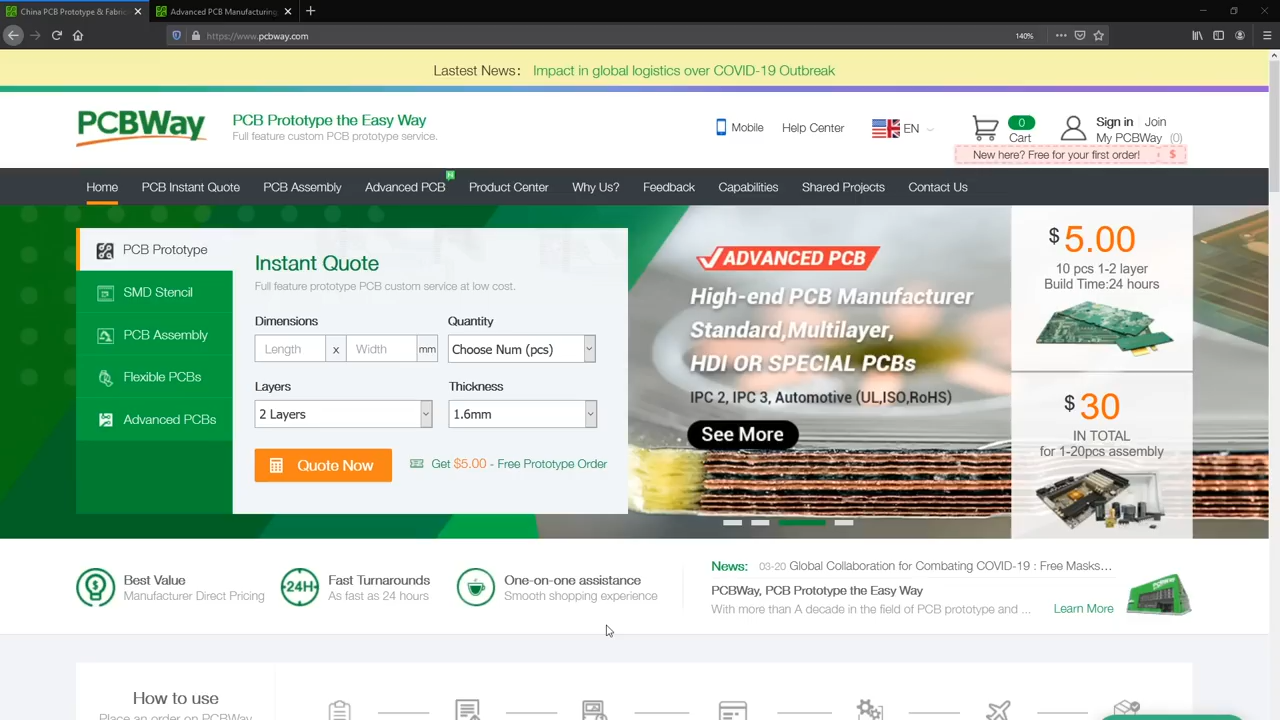 China PCB Prototype & Fabric
Advanced PCB Manufacturing
https://www.pcbway.com
140%
Lastest News: Impact in global logistics over COVID-19 Outbreak
PCBWay
PCB Prototype the Easy Way
Full feature custom PCB prototype service.
Mobile
Help Center
EN
0
Cart
Sign in
Join
My PCBWay (0)
New here? Free for your first order! $
Home
PCB Instant Quote
PCB Assembly
Advanced PCB
N
Product Center
Why Us?
Feedback
Capabilities
Shared Projects
Contact Us
PCB Prototype
SMD Stencil
PCB Assembly
Flexible PCBs
Advanced PCBs
Instant Quote
Full feature prototype PCB custom service at low cost.
Dimensions
Quantity
Length x Width mm
Choose Num (pcs)
Layers
Thickness
2 Layers
1.6mm
Quote Now
Get $5.00 - Free Prototype Order
ADVANCED PCB
High-end PCB Manufacturer
Standard,Multilayer,
HDI OR SPECIAL PCBs
IPC 2, IPC 3, Automotive (UL,ISO,RoHS)
See More
$ 5.00
10 pcs 1-2 layer
Build Time:24 hours
$ 30
IN TOTAL
for 1-20pcs assembly
Best Value
Manufacturer Direct Pricing
24H
Fast Turnarounds
As fast as 24 hours
One-on-one assistance
Smooth shopping experience
News: 03-20 Global Collaboration for Combating COVID-19 : Free Masks...
PCBWay, PCB Prototype the Easy Way
With more than A decade in the field of PCB prototype and ...
Learn More
How to use
Place an order on PCBWay